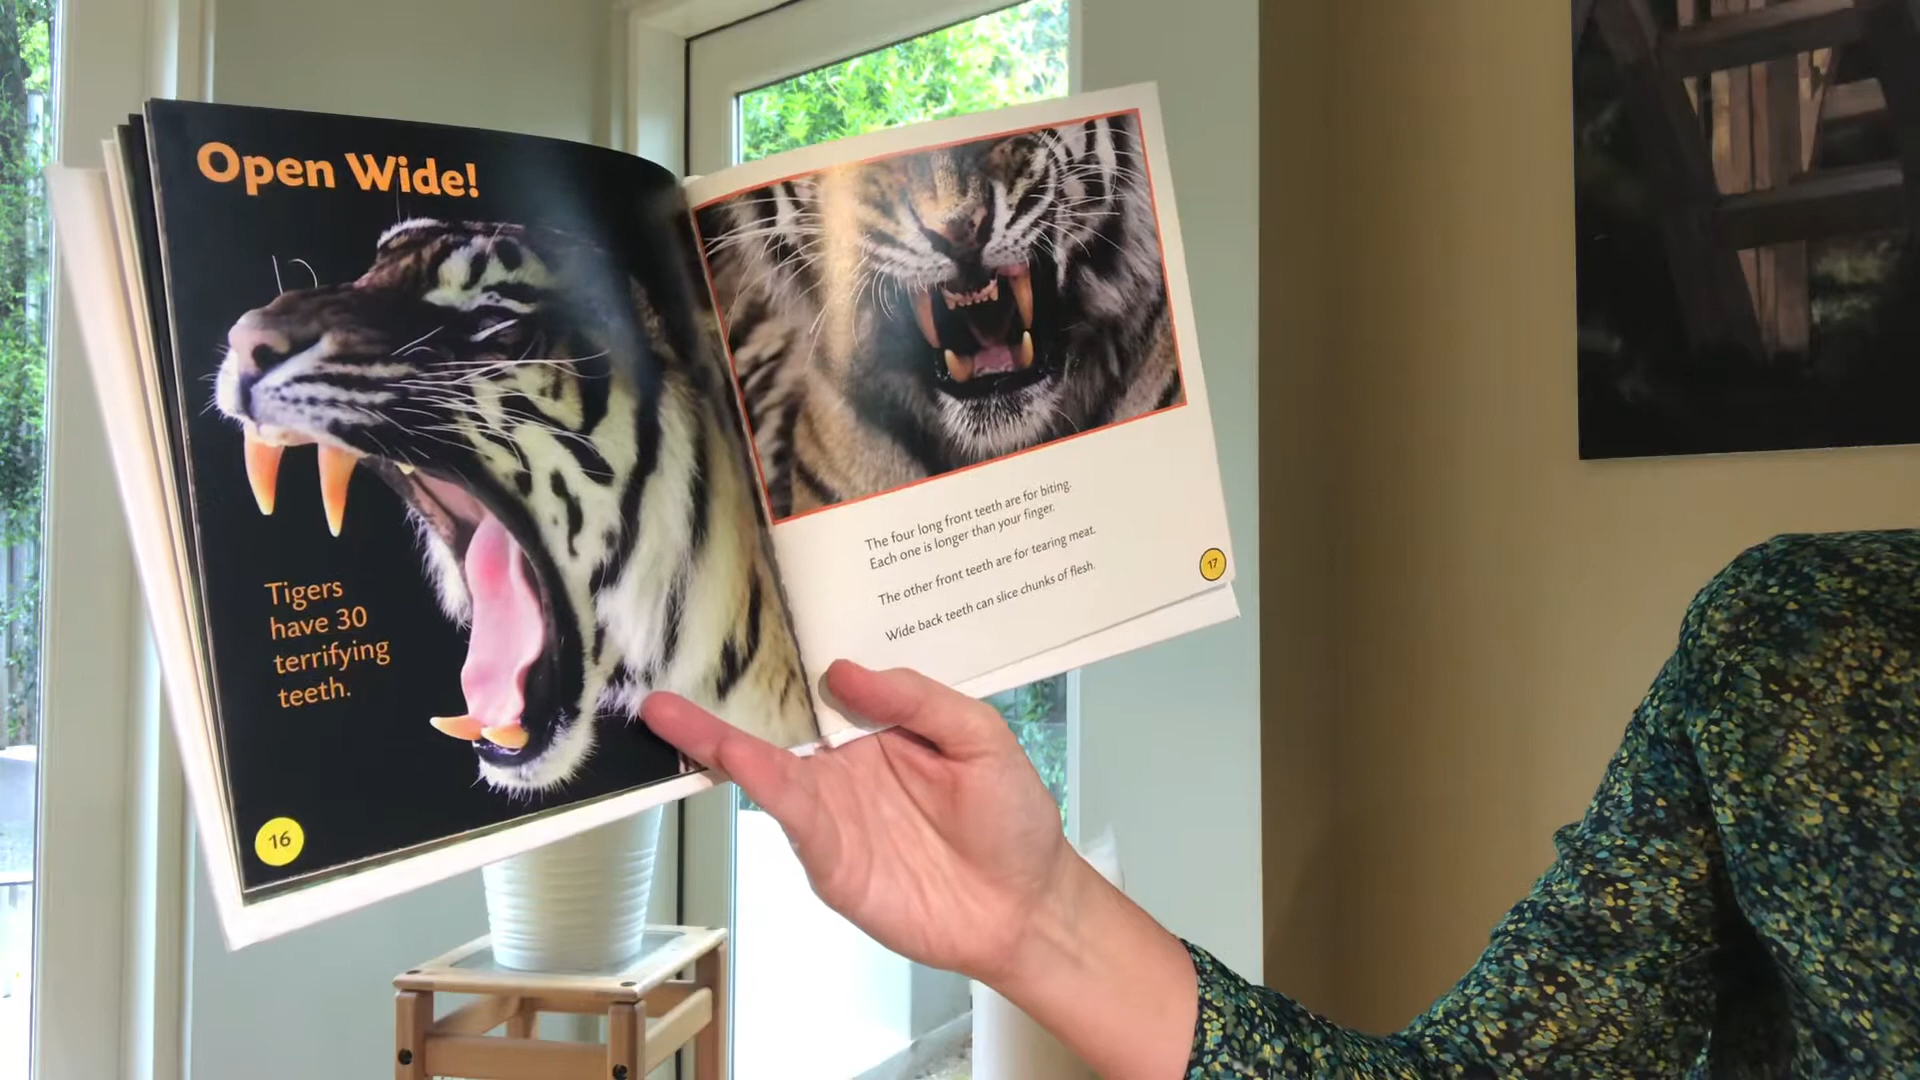 Open Wide!
Tigers
have 30
terrifying
teeth.
16
The four long front teeth are for biting.
Each one is longer than your finger.
The other front teeth are for tearing meat.
Wide back teeth can slice chunks of flesh.
17